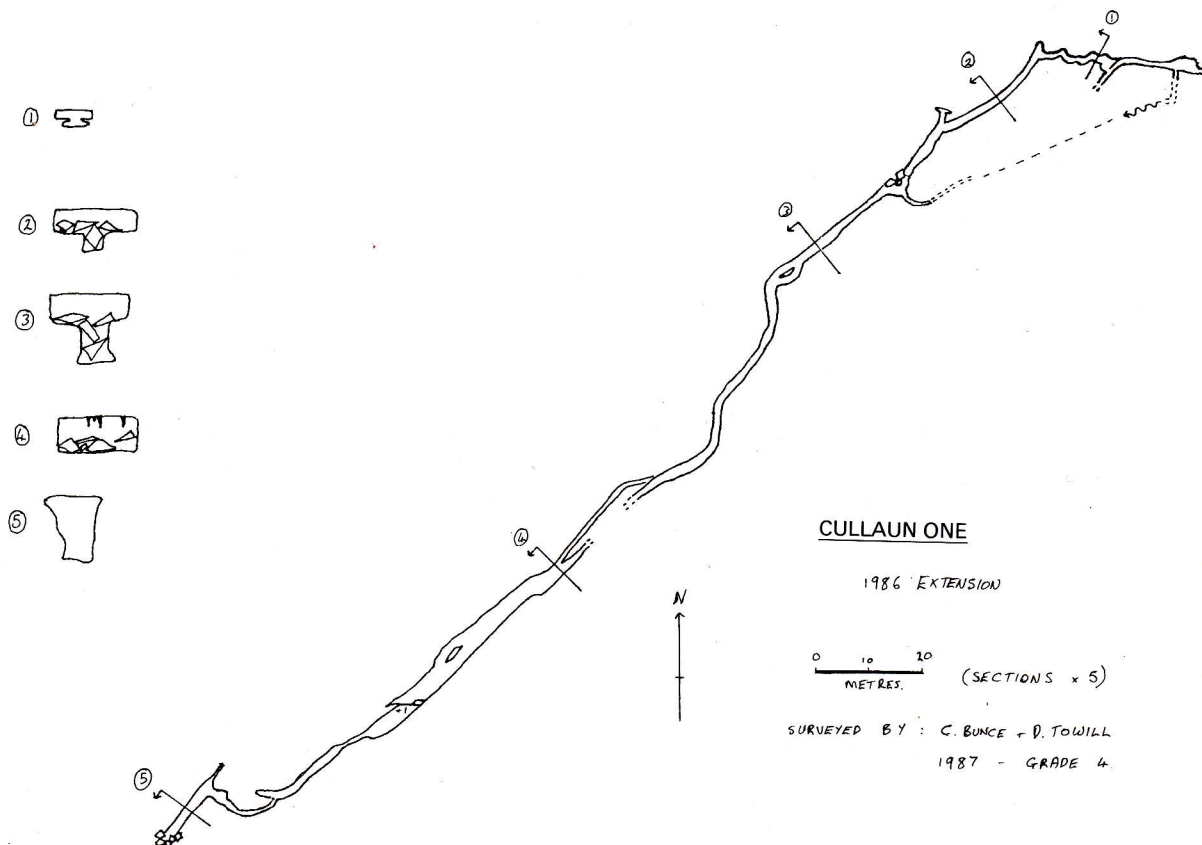 ①
②
③
④
⑤
①
②
③
④
+1
⑤
N
CULLAUN ONE
1986 EXTENSION
0 10 20
METRES. (SECTIONS x 5)
SURVEYED BY : C. BUNCE + D. TOWILL
1987 - GRADE 4